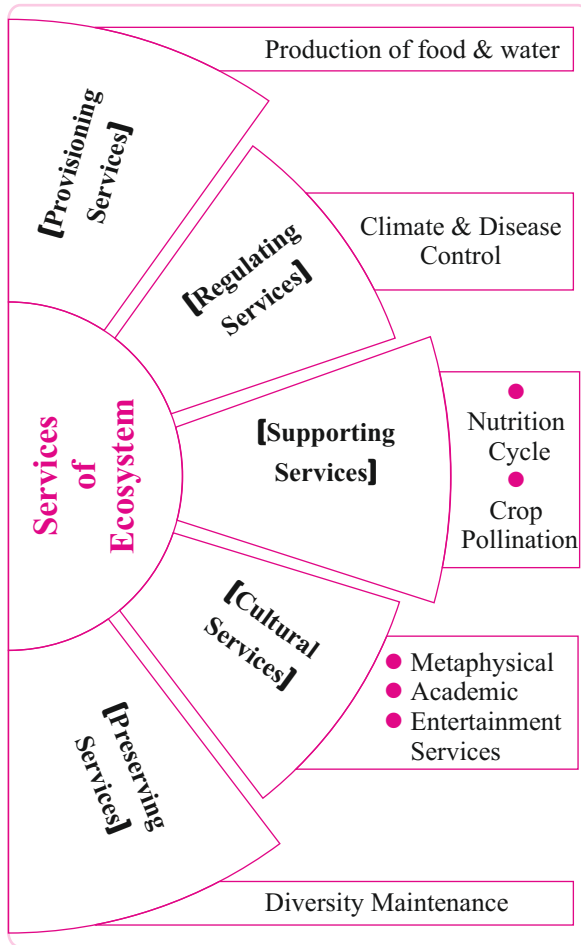 Production of food & water
[Provisioning
Services]
Climate & Disease
Control
[Regulating
Services]
Services
of
Ecosystem
[Supporting
Services]
Nutrition
Cycle
Crop
Pollination
[Cultural
Services]
Metaphysical
Academic
Entertainment
Services
[Preserving
Services]
Diversity Maintenance